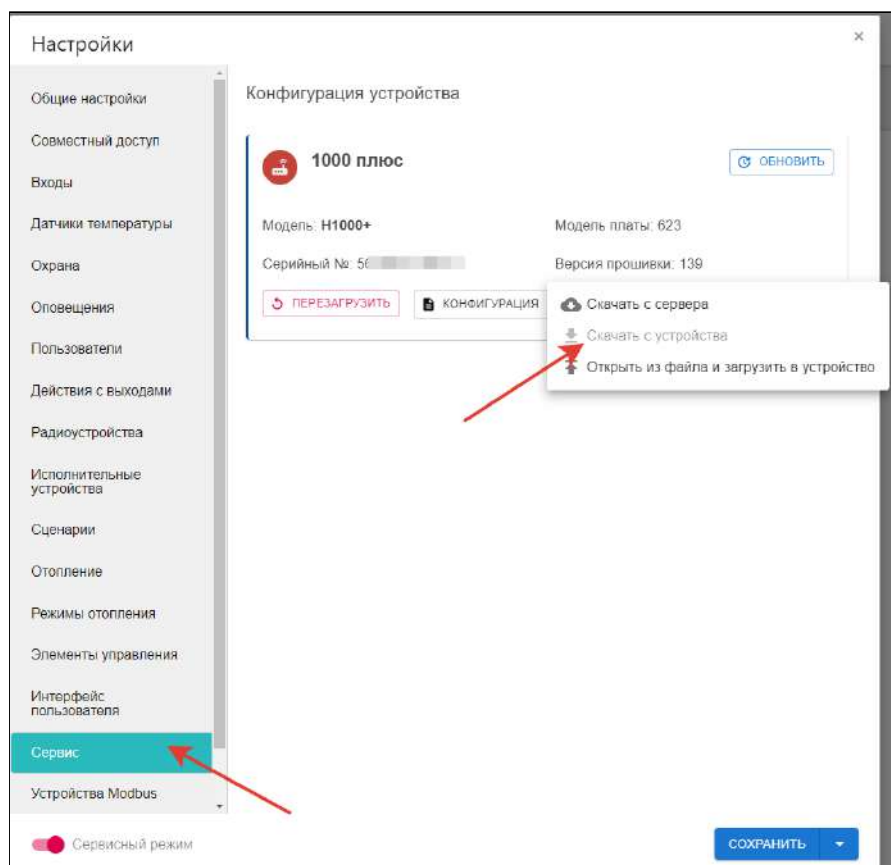 Настройки
Общие настройки
Совместный доступ
Входы
Датчики температуры
Охрана
Оповещения
Пользователи
Действия с выходами
Радиоустройства
Исполнительные
устройства
Сценарии
Отопление
Режимы отопления
Элементы управления
Интерфейс
пользователя
Сервис
Устройства Modbus
Сервисный режим
Конфигурация устройства
1000 плюс
ОБНОВИТЬ
Модель: H1000+
Модель платы: 623
Серийный №: 56
Версия прошивки: 139
ПЕРЕЗАГРУЗИТЬ
КОНФИГУРАЦИЯ
Скачать с сервера
Скачать с устройства
Открыть из файла и загрузить в устройство
СОХРАНИТЬ